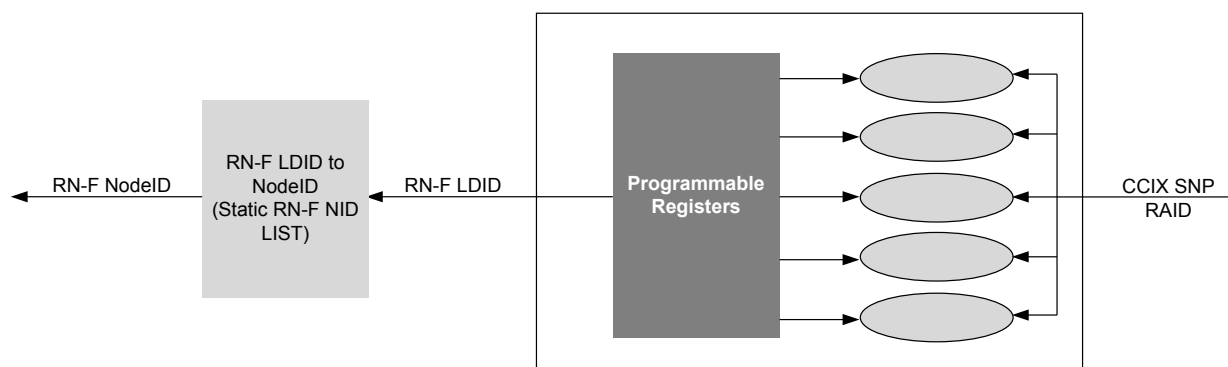 RN-F NodeID
RN-F LDID to
NodeID
(Static RN-F NID
LIST)
RN-F LDID
Programmable
Registers
CCIX SNP
RAID